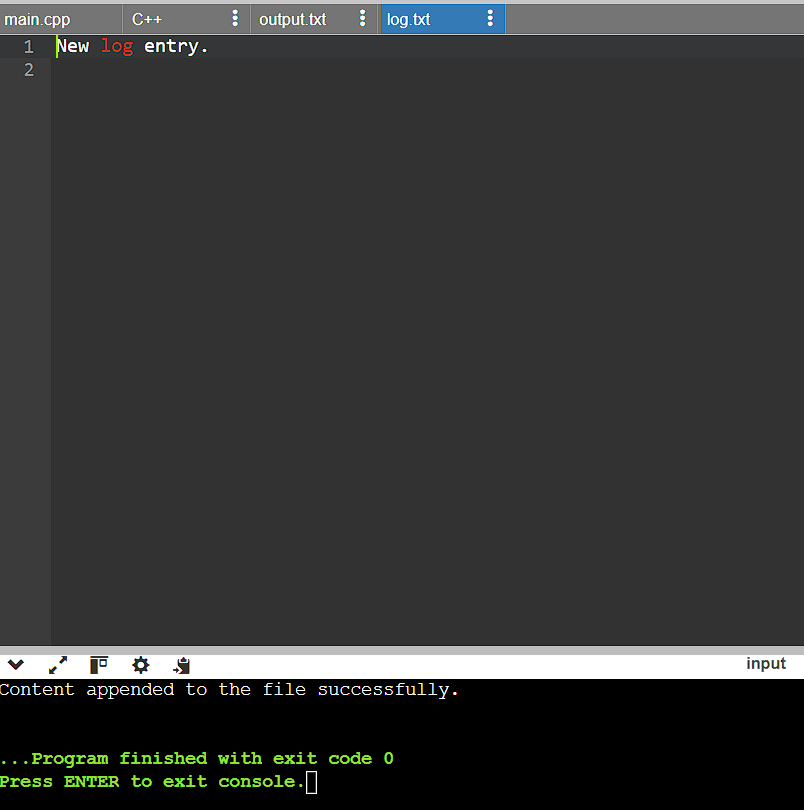 main.cpp C++ output.txt log.txt
1 New log entry.
2
input
Content appended to the file successfully.
...Program finished with exit code 0
Press ENTER to exit console.